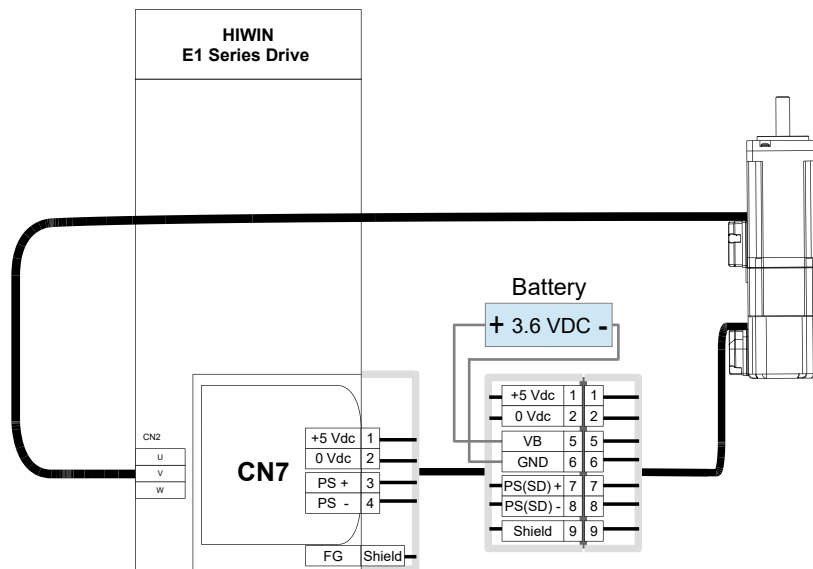 HIWIN
E1 Series Drive
Battery
+ 3.6 VDC -
CN2
U
V
W
CN7
+5 Vdc 1
0 Vdc 2
PS + 3
PS - 4
FG Shield
+5 Vdc 1 1
0 Vdc 2 2
VB 5 5
GND 6 6
PS(SD) + 7 7
PS(SD) - 8 8
Shield 9 9